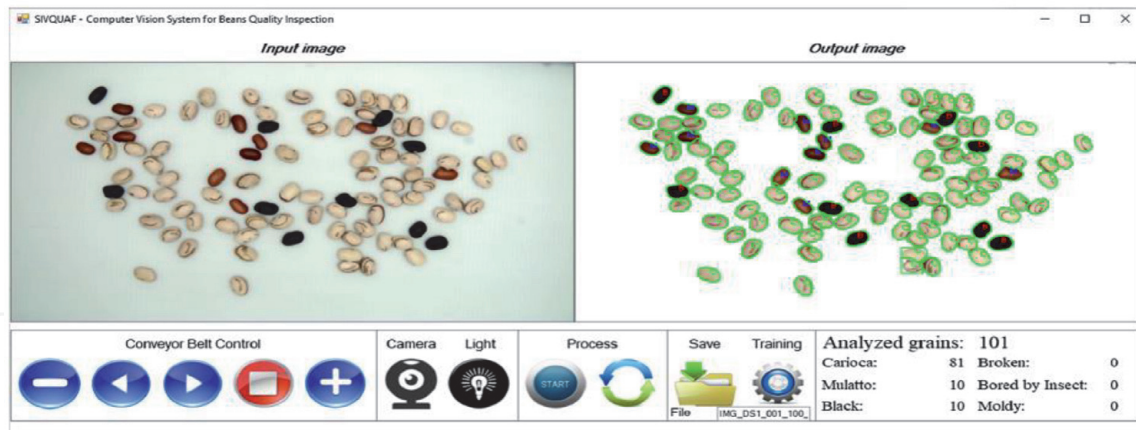 SIVQUAF - Computer Vision System for Beans Quality Inspection
Input image Output image
Conveyor Belt Control Camera Light Process Save Training
START
File IMG_DS1_001_100_
Analyzed grains: 101
Carioca: 81 Broken: 0
Mulatto: 10 Bored by Insect: 0
Black: 10 Moldy: 0